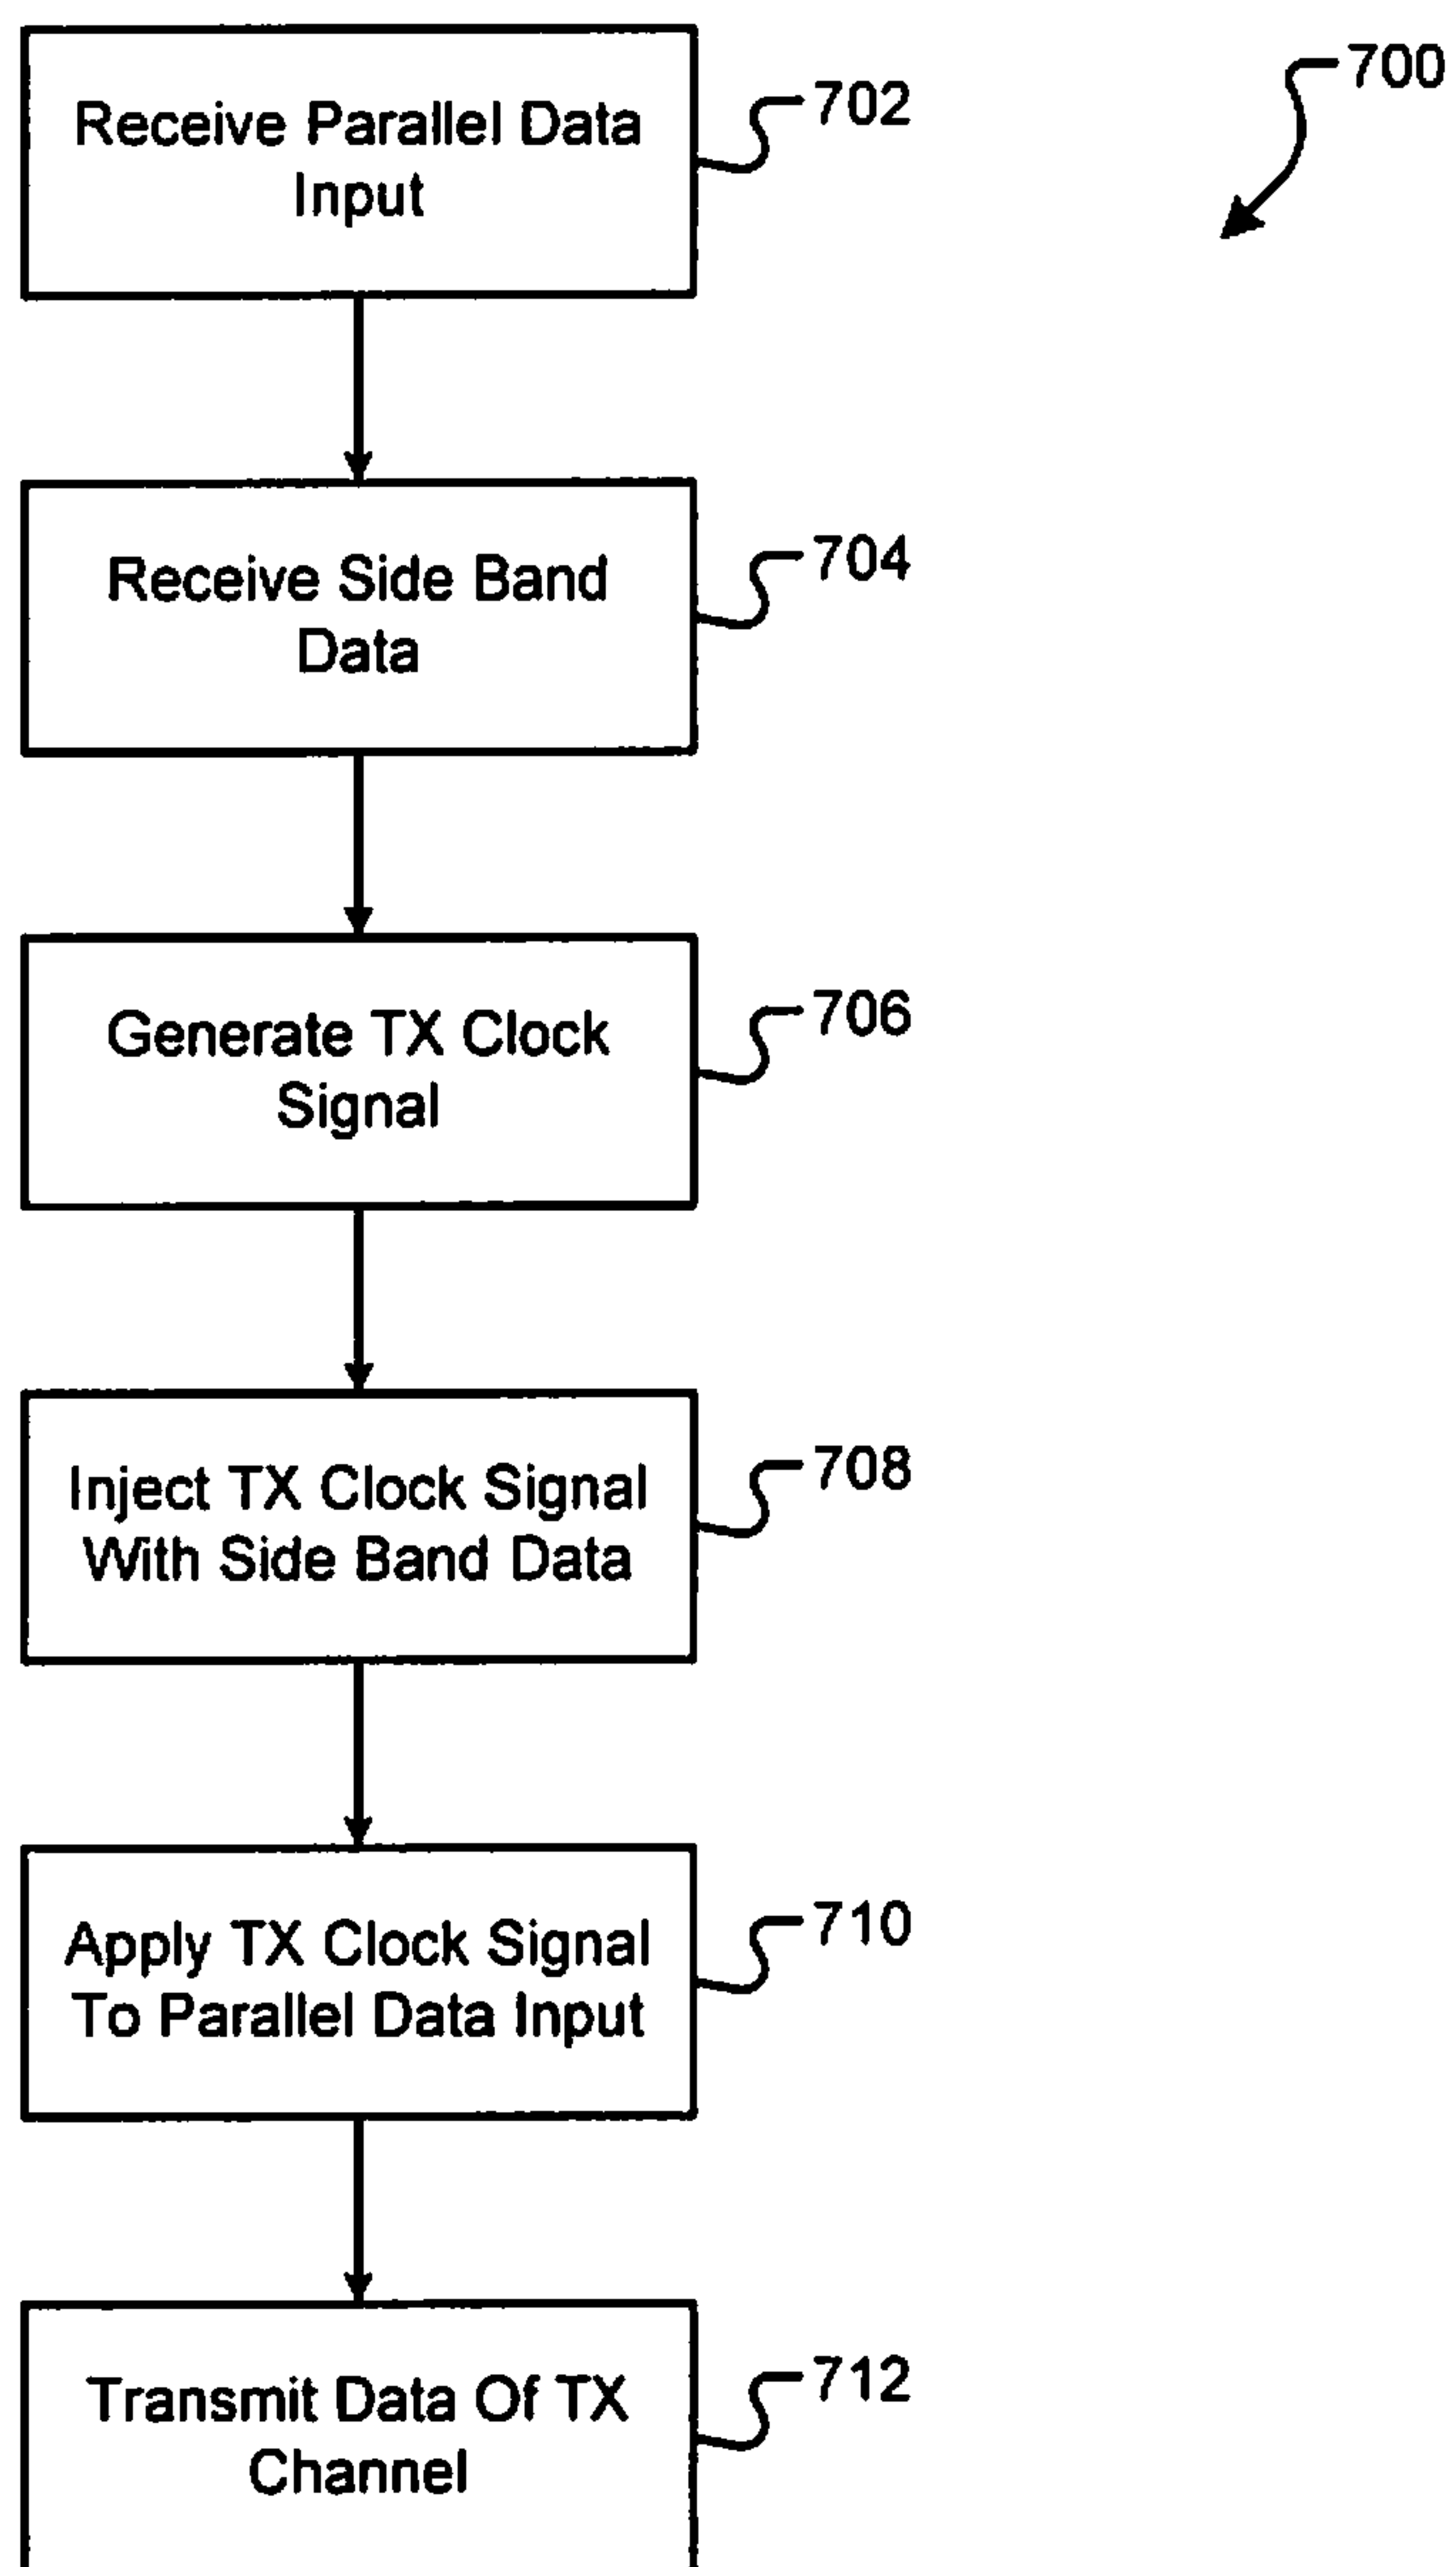 700
Receive Parallel Data
Input
702
Receive Side Band
Data
704
Generate TX Clock
Signal
706
Inject TX Clock Signal
With Side Band Data
708
Apply TX Clock Signal
To Parallel Data Input
710
Transmit Data Of TX
Channel
712